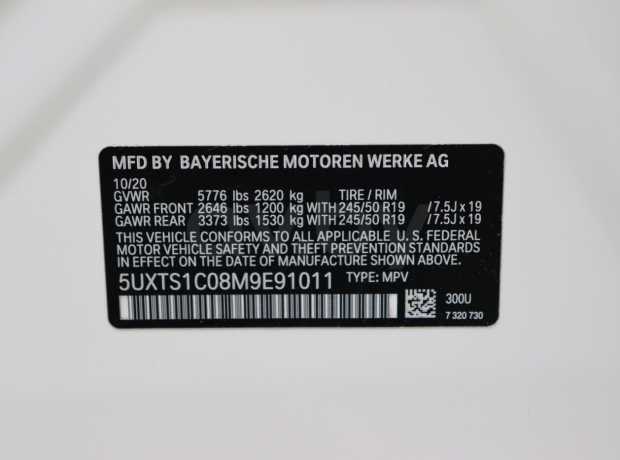 MFD BY BAYERISCHE MOTOREN WERKE AG
10/20
GVWR 5776 lbs 2620 kg TIRE / RIM
GAWR FRONT 2646 lbs 1200 kg WITH 245/50 R19 /7.5J x 19
GAWR REAR 3373 lbs 1530 kg WITH 245/50 R19 /7.5J x 19
THIS VEHICLE CONFORMS TO ALL APPLICABLE U. S. FEDERAL
MOTOR VEHICLE SAFETY AND THEFT PREVENTION STANDARDS
IN EFFECT ON THE DATE OF MANUFACTURE SHOWN ABOVE.
5UXTS1C08M9E91011 TYPE: MPV
300U
7 320 730